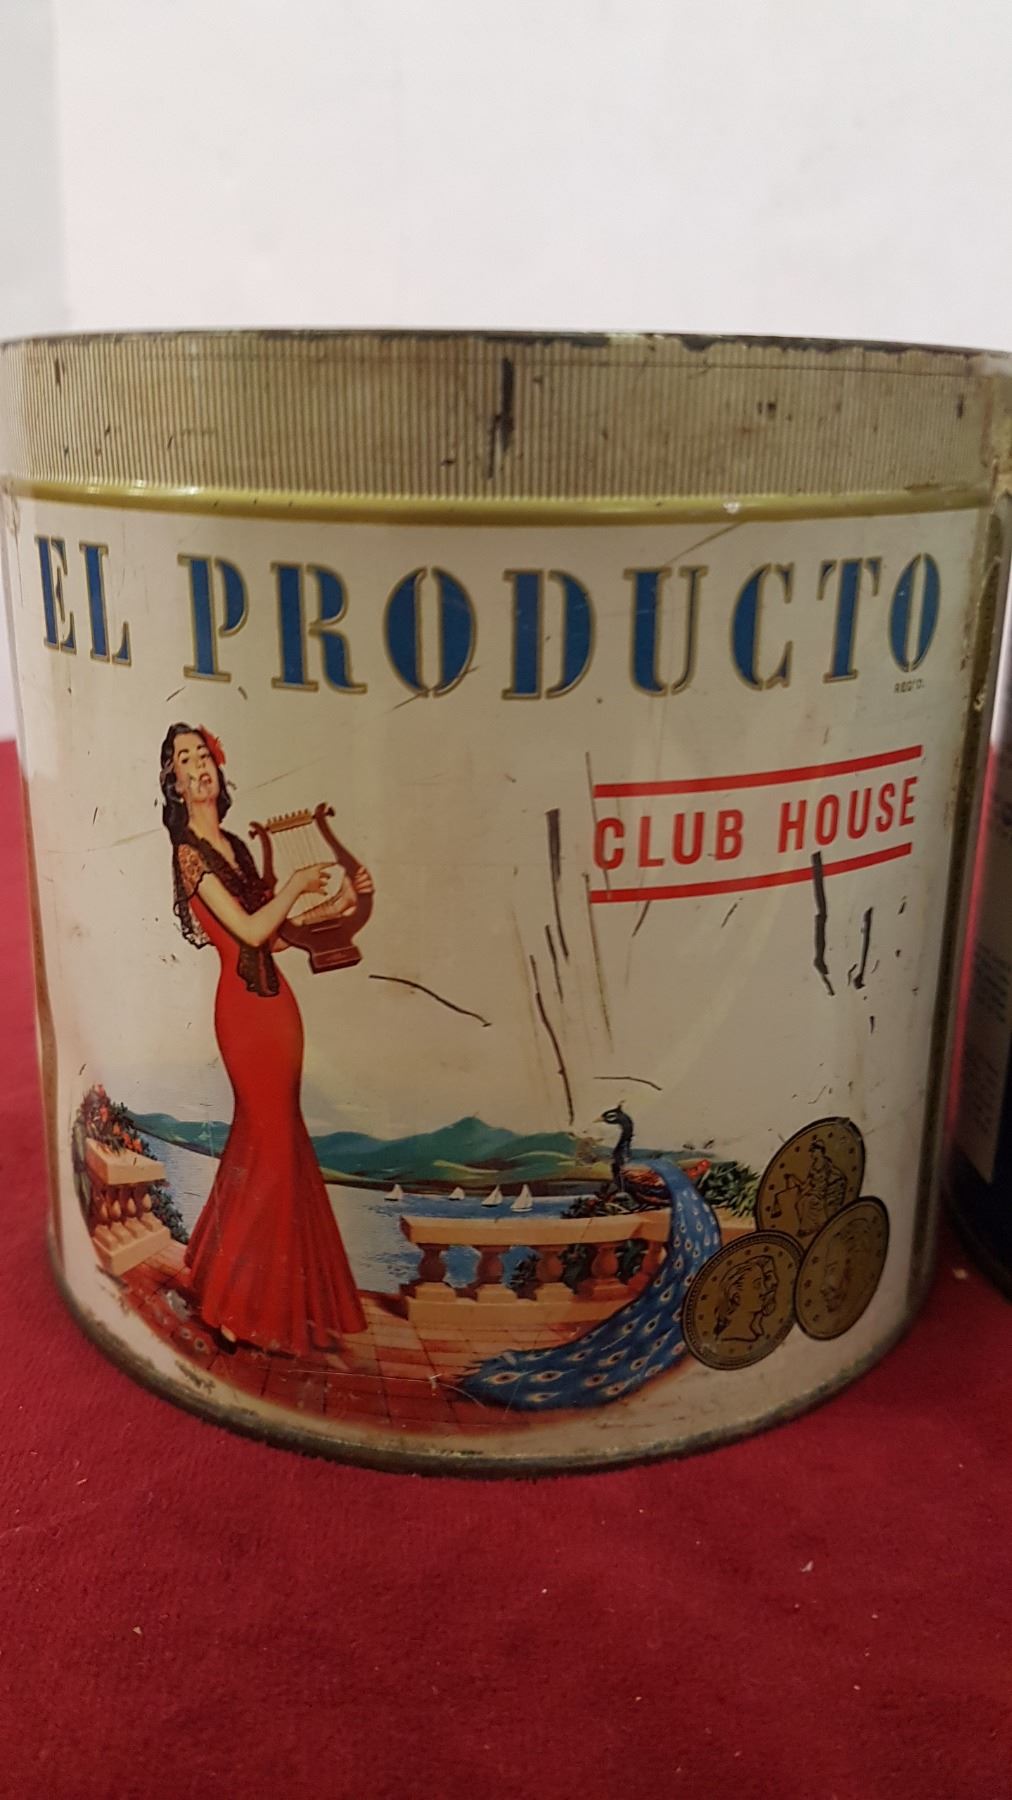 EL PRODUCTO
REG'D.
CLUB HOUSE